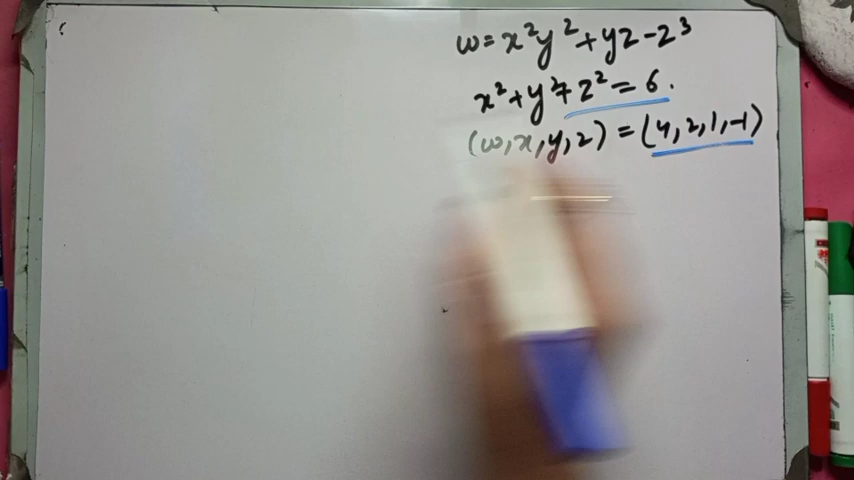 w = x²y² + yz - z³
x² + y² + z² = 6.
(w, x, y, z) = (4, 2, 1, -1)